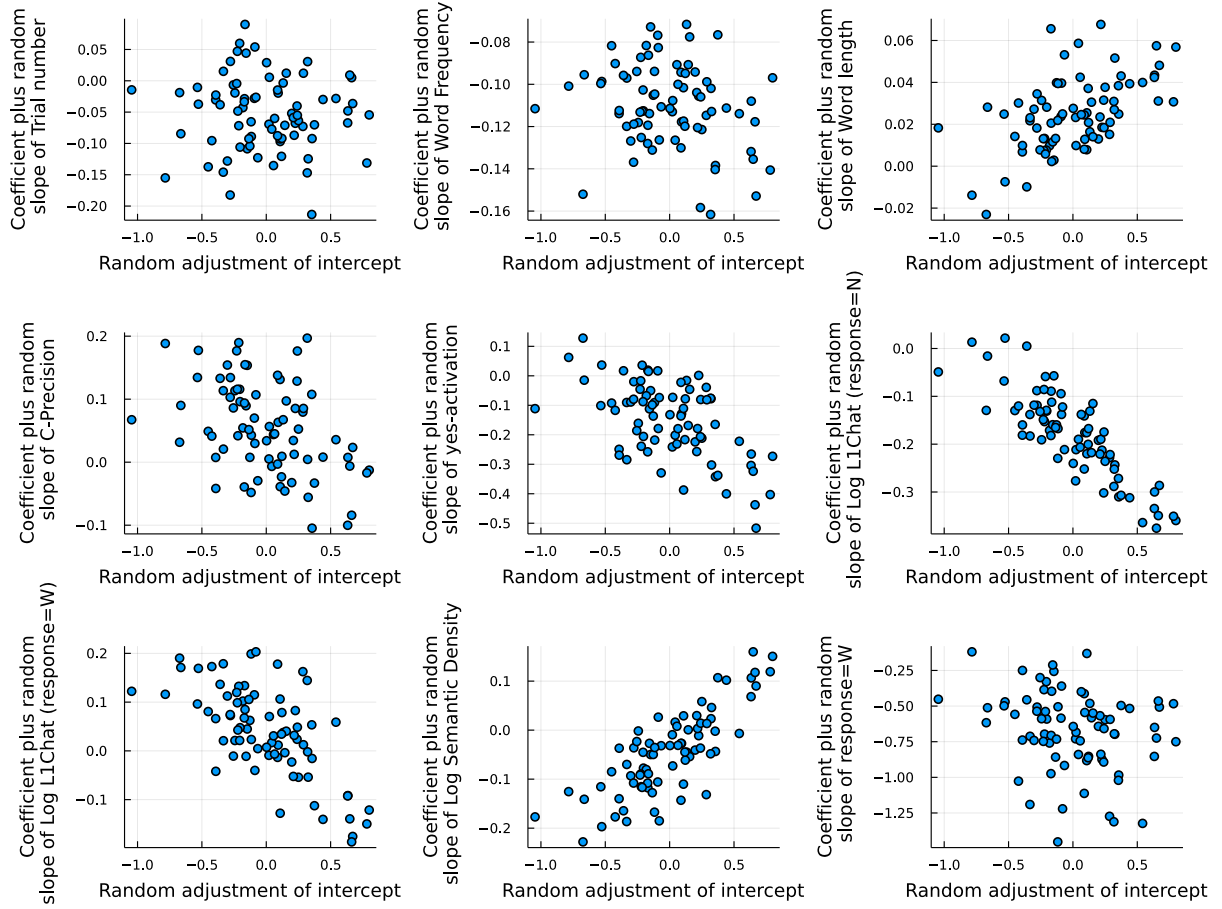 Coefficient plus random
slope of Trial number
0.05
0.00
−0.05
−0.10
−0.15
−0.20
−1.0
−0.5
0.0
0.5
Random adjustment of intercept
Coefficient plus random
slope of Word Frequency
−0.08
−0.10
−0.12
−0.14
−0.16
−1.0
−0.5
0.0
0.5
Random adjustment of intercept
Coefficient plus random
slope of Word length
0.06
0.04
0.02
0.00
−0.02
−1.0
−0.5
0.0
0.5
Random adjustment of intercept
Coefficient plus random
slope of C-Precision
0.2
0.1
0.0
−0.1
−1.0
−0.5
0.0
0.5
Random adjustment of intercept
Coefficient plus random
slope of yes-activation
0.1
0.0
−0.1
−0.2
−0.3
−0.4
−0.5
−1.0
−0.5
0.0
0.5
Random adjustment of intercept
Coefficient plus random
slope of Log L1Chat (response=N)
0.0
−0.1
−0.2
−0.3
−1.0
−0.5
0.0
0.5
Random adjustment of intercept
Coefficient plus random
slope of Log L1Chat (response=W)
0.2
0.1
0.0
−0.1
−1.0
−0.5
0.0
0.5
Random adjustment of intercept
Coefficient plus random
slope of Log Semantic Density
0.1
0.0
−0.1
−0.2
−1.0
−0.5
0.0
0.5
Random adjustment of intercept
Coefficient plus random
slope of response=W
−0.25
−0.50
−0.75
−1.00
−1.25
−1.0
−0.5
0.0
0.5
Random adjustment of intercept